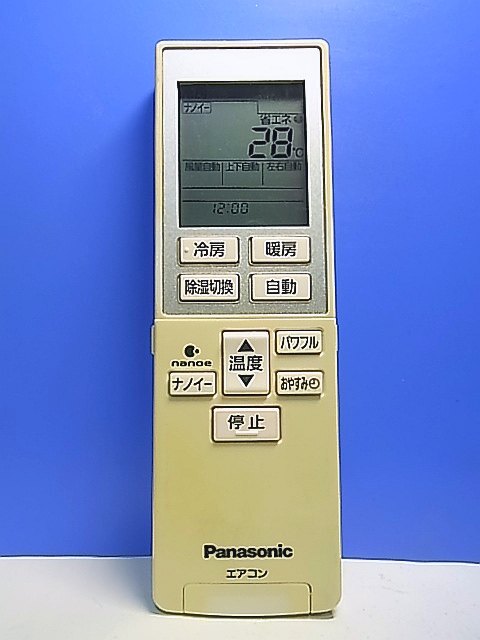 ナノイー
省エネ
28℃
風量自動 上下自動 左右自動
12:00
冷房 暖房
除湿切換 自動
パワフル
温度
nanoe
ナノイー おやすみ
停止
Panasonic
エアコン